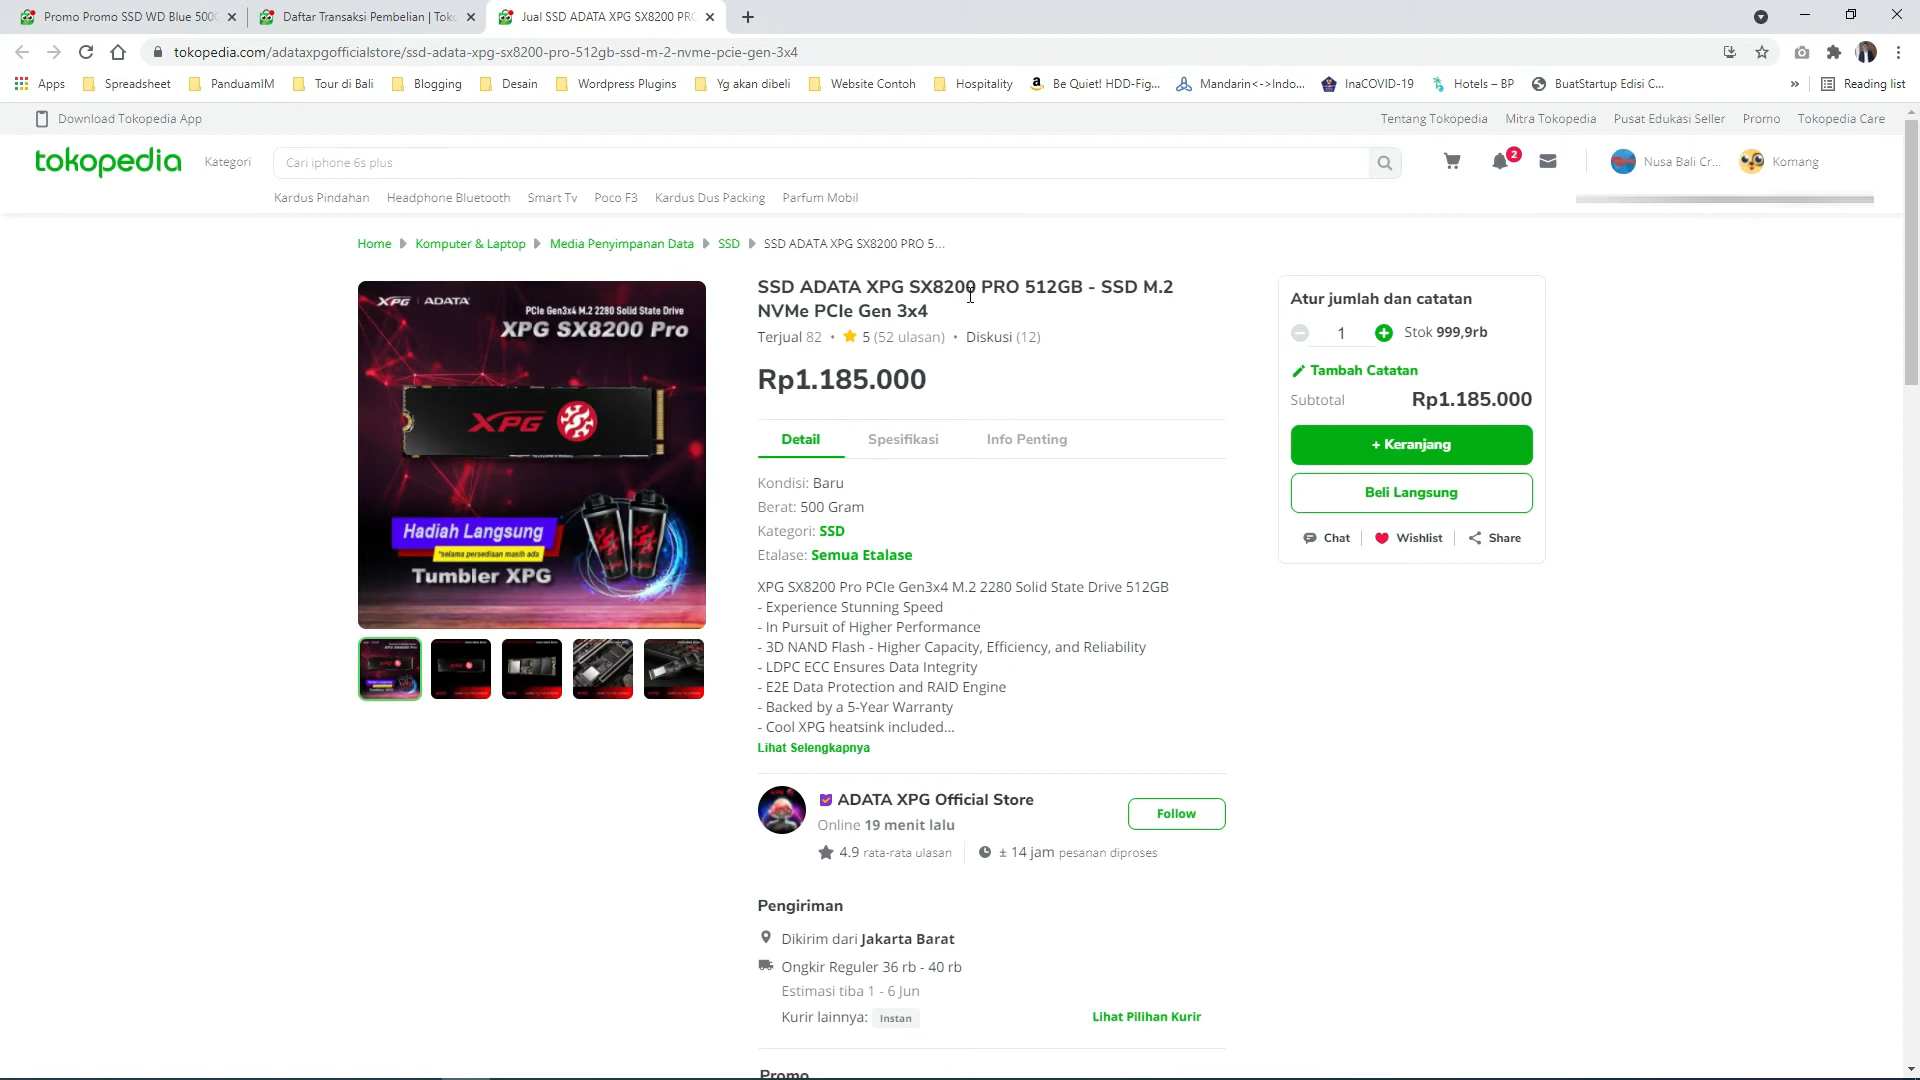 Promo Promo SSD WD Blue 500G
Daftar Transaksi Pembelian | Toko
Jual SSD ADATA XPG SX8200 PRO
tokopedia.com/adataxpgofficialstore/ssd-adata-xpg-sx8200-pro-512gb-ssd-m-2-nvme-pcie-gen-3x4
Apps Spreadsheet PanduamIM Tour di Bali Blogging Desain Wordpress Plugins Yg akan dibeli Website Contoh Hospitality Be Quiet! HDD-Fig... Mandarin<->Indo... InaCOVID-19 Hotels – BP BuatStartup Edisi C... » Reading list
Download Tokopedia App
Tentang Tokopedia Mitra Tokopedia Pusat Edukasi Seller Promo Tokopedia Care
tokopedia Kategori Cari iphone 6s plus 2 Nusa Bali Cr... Komang
Kardus Pindahan Headphone Bluetooth Smart Tv Poco F3 Kardus Dus Packing Parfum Mobil
Home Komputer & Laptop Media Penyimpanan Data SSD SSD ADATA XPG SX8200 PRO 5...
XPG | ADATA
PCIe Gen3x4 M.2 2280 Solid State Drive
XPG SX8200 Pro
XPG
Hadiah Langsung
*selama persediaan masih ada
Tumbler XPG
SSD ADATA XPG SX8200 PRO 512GB - SSD M.2
NVMe PCIe Gen 3x4
Terjual 82 • 5 (52 ulasan) • Diskusi (12)
Rp1.185.000
Detail Spesifikasi Info Penting
Kondisi: Baru
Berat: 500 Gram
Kategori: SSD
Etalase: Semua Etalase
XPG SX8200 Pro PCIe Gen3x4 M.2 2280 Solid State Drive 512GB
- Experience Stunning Speed
- In Pursuit of Higher Performance
- 3D NAND Flash - Higher Capacity, Efficiency, and Reliability
- LDPC ECC Ensures Data Integrity
- E2E Data Protection and RAID Engine
- Backed by a 5-Year Warranty
- Cool XPG heatsink included...
Lihat Selengkapnya
ADATA XPG Official Store
Online 19 menit lalu
Follow
4.9 rata-rata ulasan ± 14 jam pesanan diproses
Pengiriman
Dikirim dari Jakarta Barat
Ongkir Reguler 36 rb - 40 rb
Estimasi tiba 1 - 6 Jun
Kurir lainnya: Instan Lihat Pilihan Kurir
Promo
Atur jumlah dan catatan
1 Stok 999,9rb
Tambah Catatan
Subtotal Rp1.185.000
+ Keranjang
Beli Langsung
Chat Wishlist Share